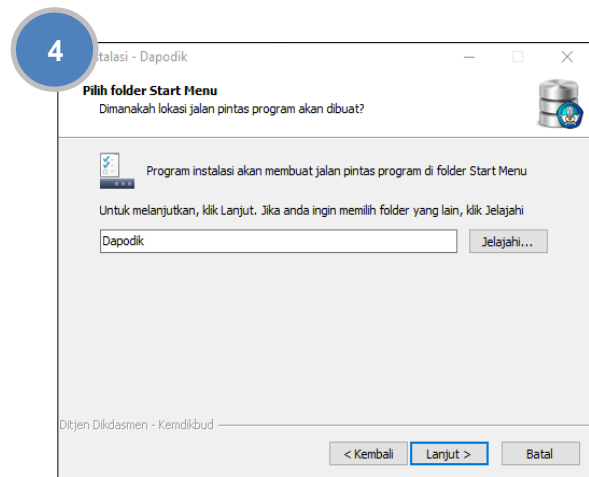 4
stalasi - Dapodik
Pilih folder Start Menu
Dimanakah lokasi jalan pintas program akan dibuat?
Program instalasi akan membuat jalan pintas program di folder Start Menu
Untuk melanjutkan, klik Lanjut. Jika anda ingin memilih folder yang lain, klik Jelajahi
Dapodik
Jelajahi...
Ditjen Dikdasmen - Kemdikbud
< Kembali
Lanjut >
Batal